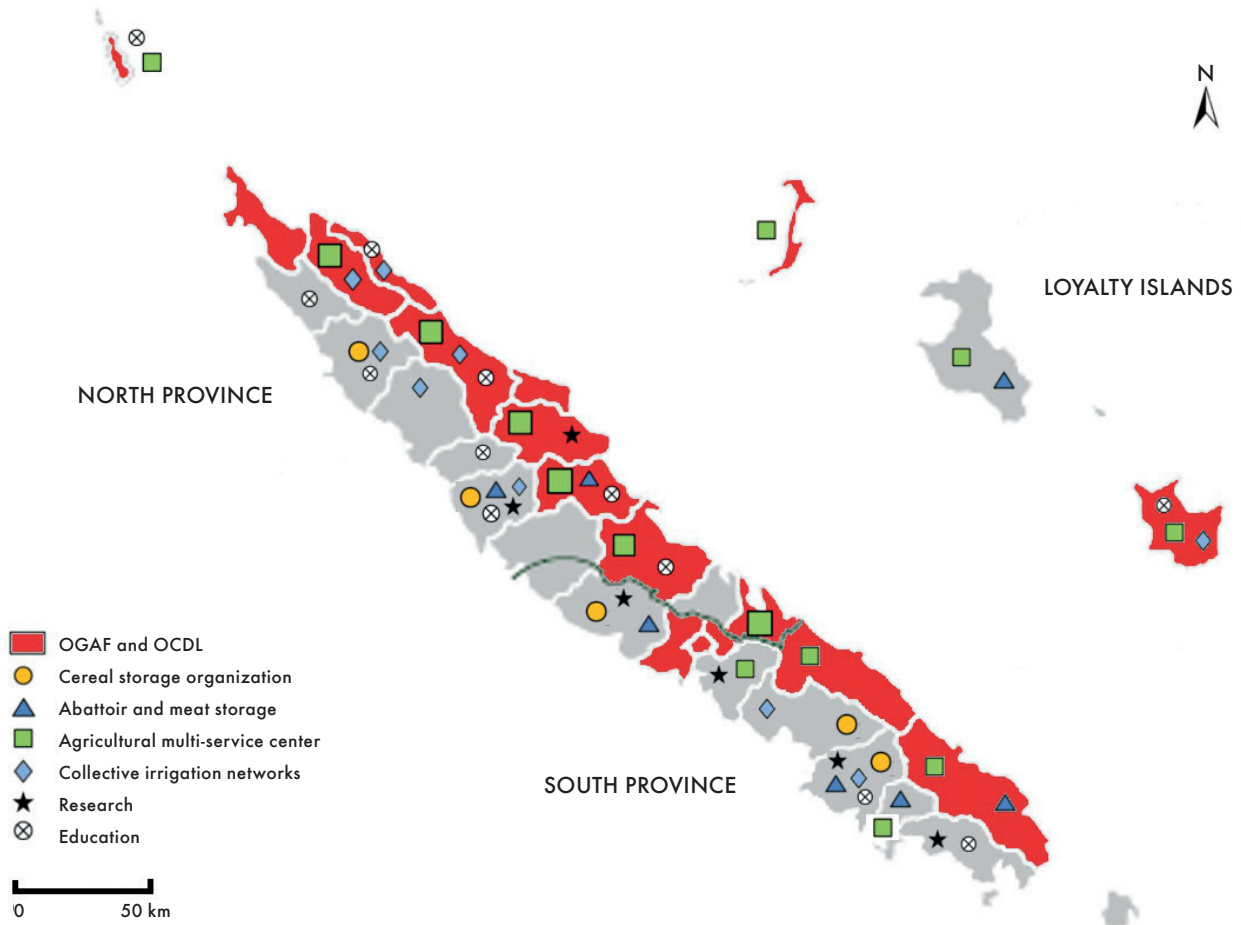 N
LOYALTY ISLANDS
NORTH PROVINCE
SOUTH PROVINCE
OGAF and OCDL
Cereal storage organization
Abattoir and meat storage
Agricultural multi-service center
Collective irrigation networks
Research
Education
0 50 km